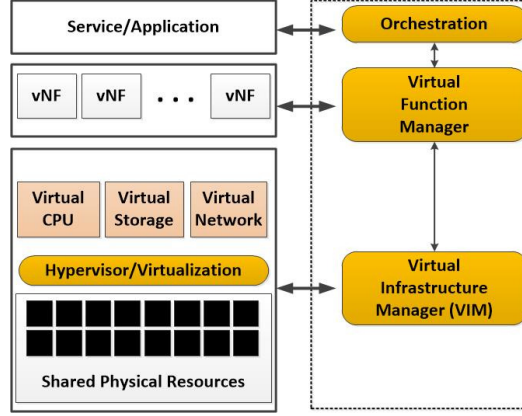 Service/Application
Orchestration
vNF
vNF
. . .
vNF
Virtual
Function
Manager
Virtual
CPU
Virtual
Storage
Virtual
Network
Hypervisor/Virtualization
Virtual
Infrastructure
Manager (VIM)
Shared Physical Resources